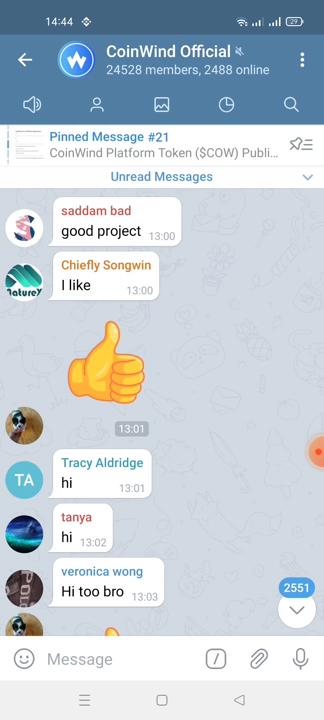 14:44
29
CoinWind Official
24528 members, 2488 online
Pinned Message #21
CoinWind Platform Token ($COW) Publi...
Unread Messages
saddam bad
good project 13:00
Chiefly Songwin
I like 13:00
13:01
Tracy Aldridge
TA
hi 13:01
tanya
hi 13:02
veronica wong
Hi too bro 13:03
2551
Message